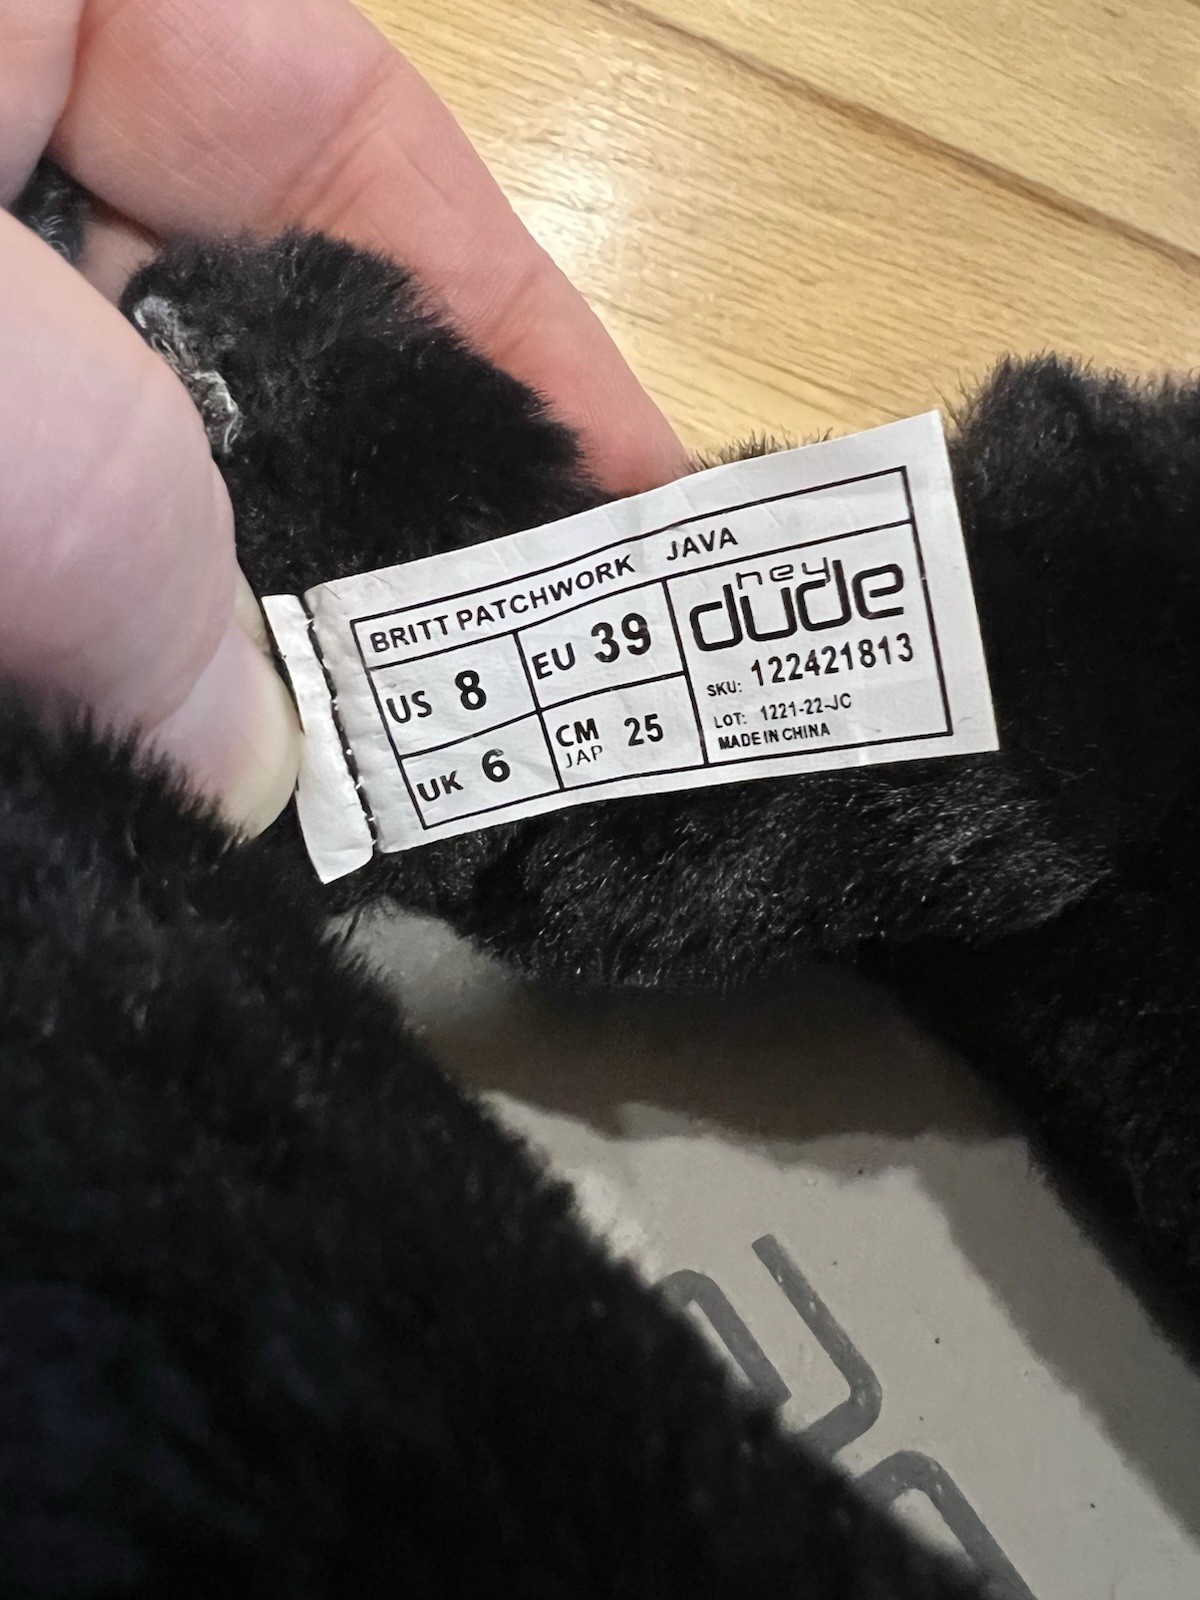 BRITT PATCHWORK JAVA
US 8
EU 39
UK 6
CM
JAP 25
hey
dude
SKU: 122421813
LOT: 1221-22-JC
MADE IN CHINA